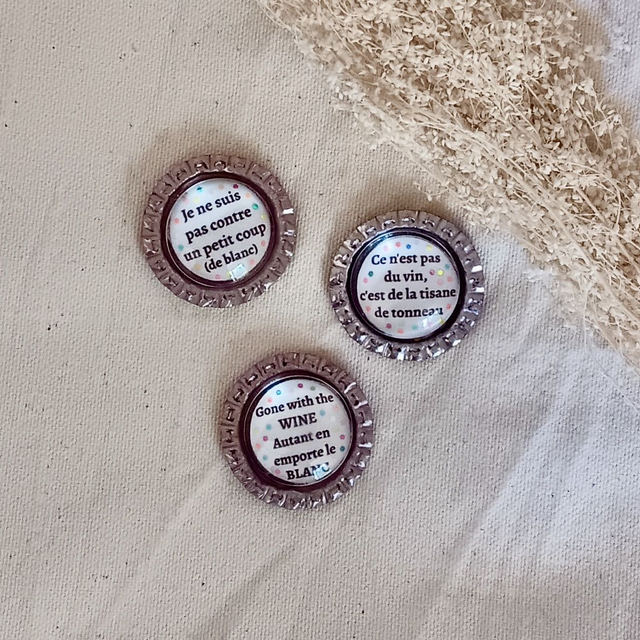 Je ne suis
pas contre
un petit coup
(de blanc)
Ce n'est pas
du vin,
c'est de la tisane
de tonneau
Gone with the
WINE
Autant en
emporte le
BLANC